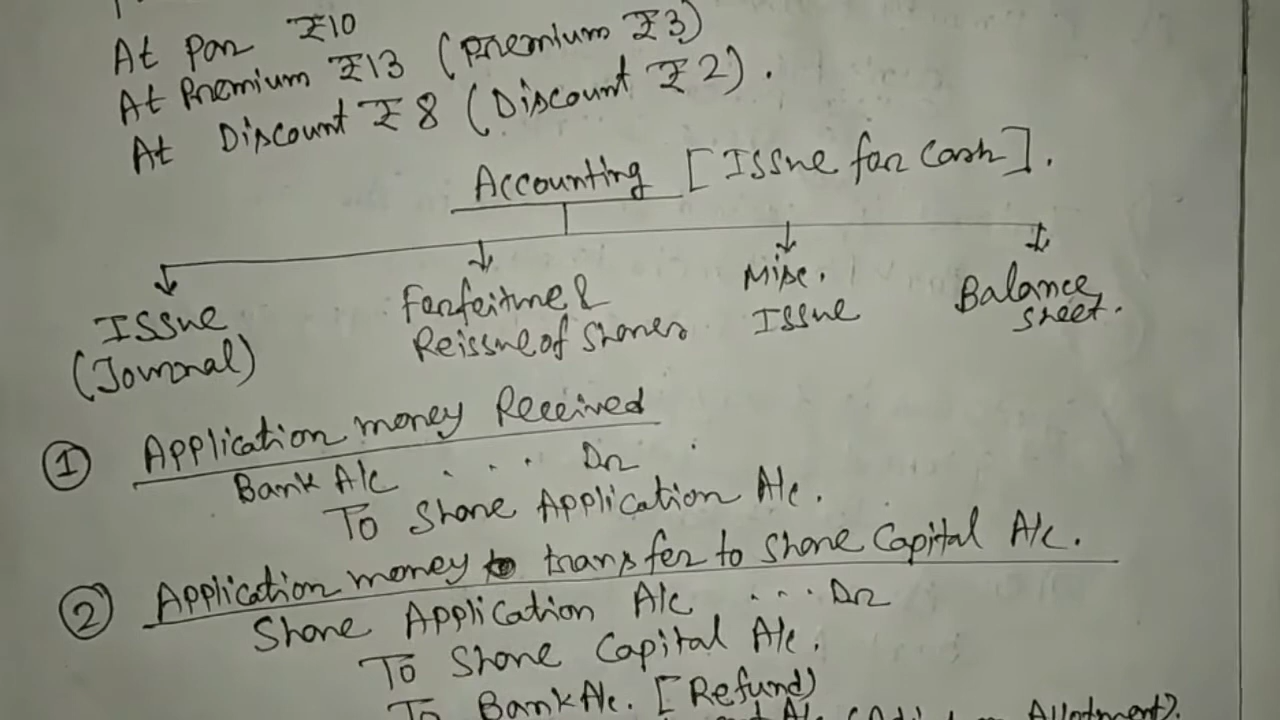 At par ₹10
At Premium ₹13 (Premium ₹3)
At Discount ₹8 (Discount ₹2).
Accounting [Issue for Cash].
Issue
(Journal)
Forfeiture &
Reissue of Shares
Misc.
Issue
Balance
sheet.
① Application money Received
Bank A/c . . . Dr
To Share Application A/c.
② Application money to transfer to Share Capital A/c.
Share Application A/c . . . Dr
To Share Capital A/c.
To Bank A/c. [Refund)
A/c Allotment).